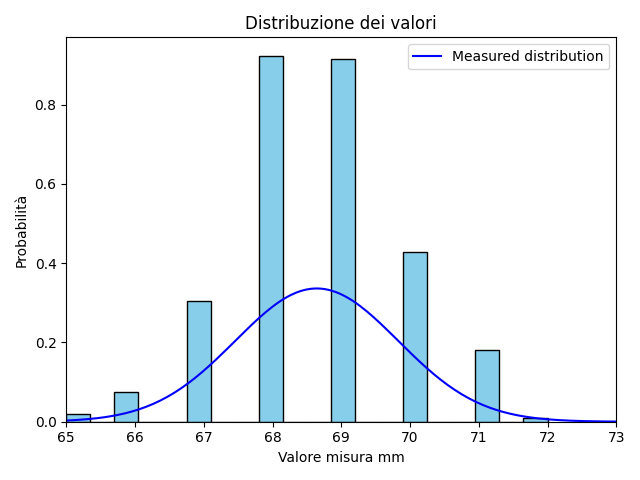 Distribuzione dei valori
Measured distribution
Probabilità
0.8
0.6
0.4
0.2
0.0
65 66 67 68 69 70 71 72 73
Valore misura mm